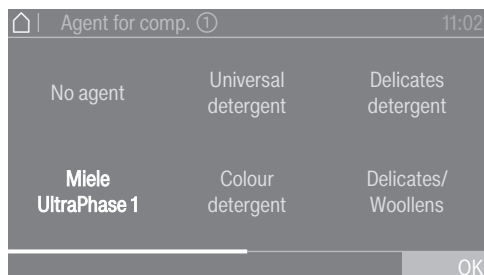 Agent for comp. ① 11:02
No agent
Universal
detergent
Delicates
detergent
Miele
UltraPhase 1
Colour
detergent
Delicates/
Woollens
OK